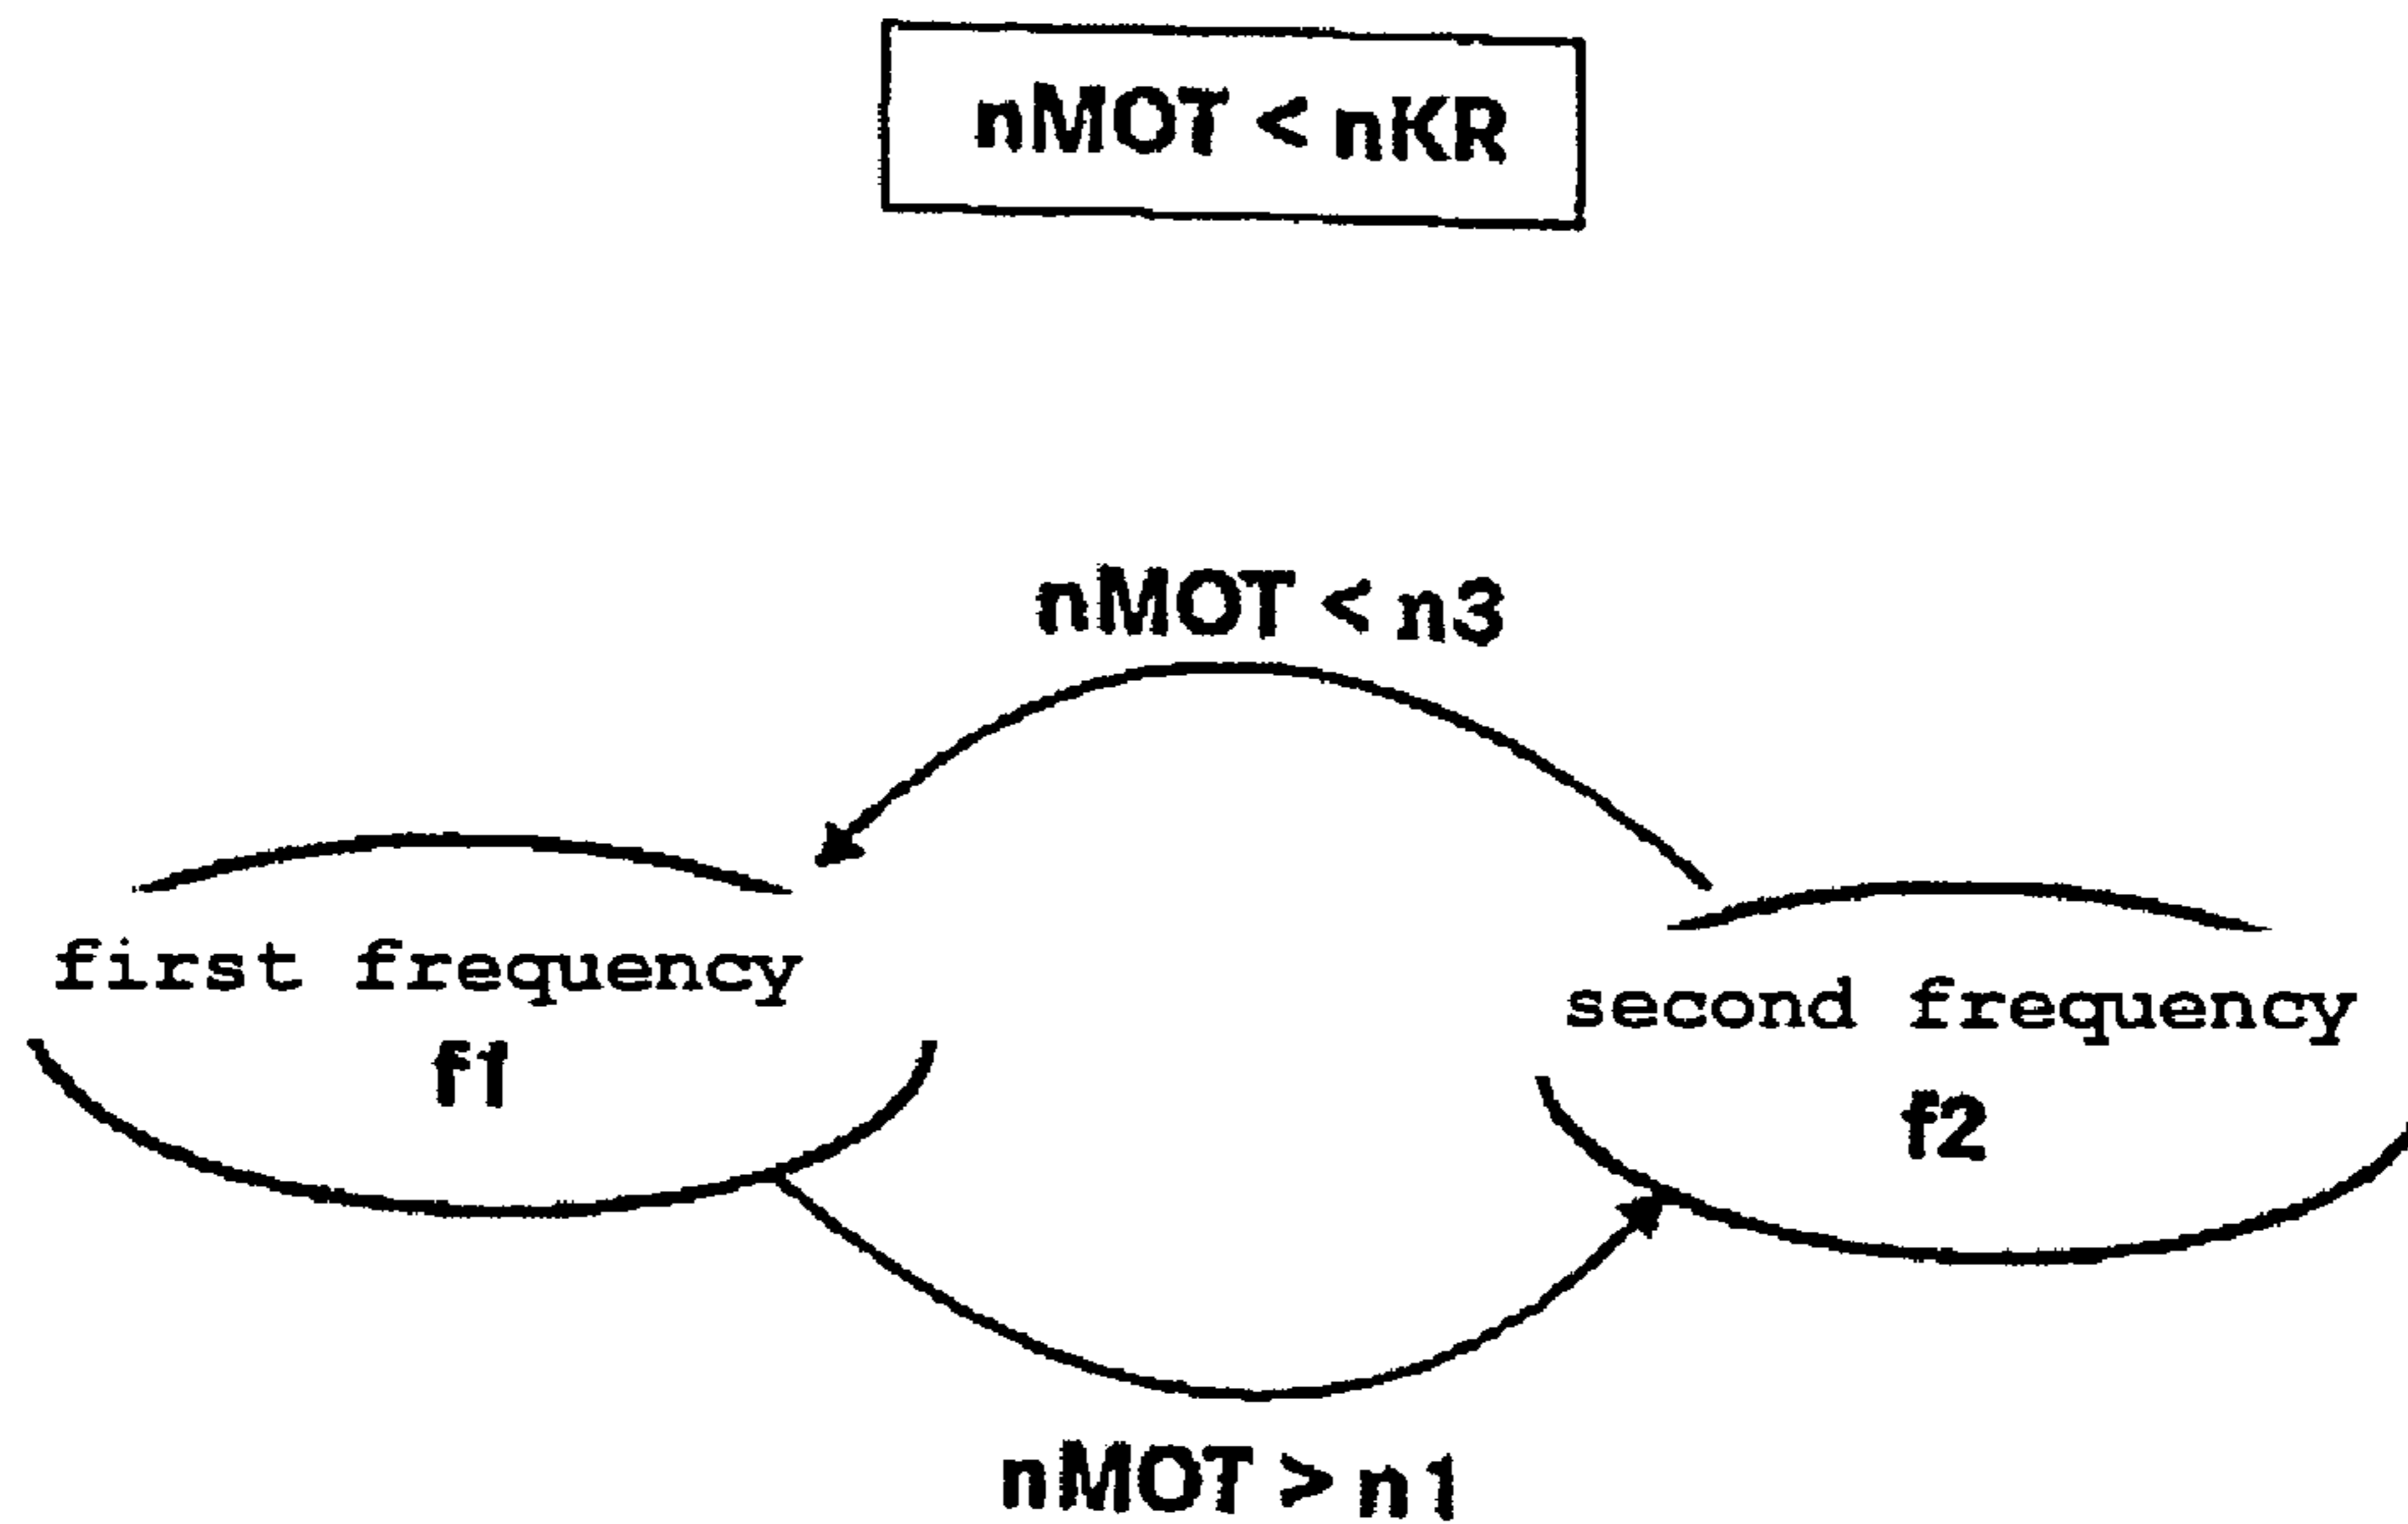 nMOT < nKR
nMOT < n3
first frequency
f1
second frequency
f2
nMOT > n1